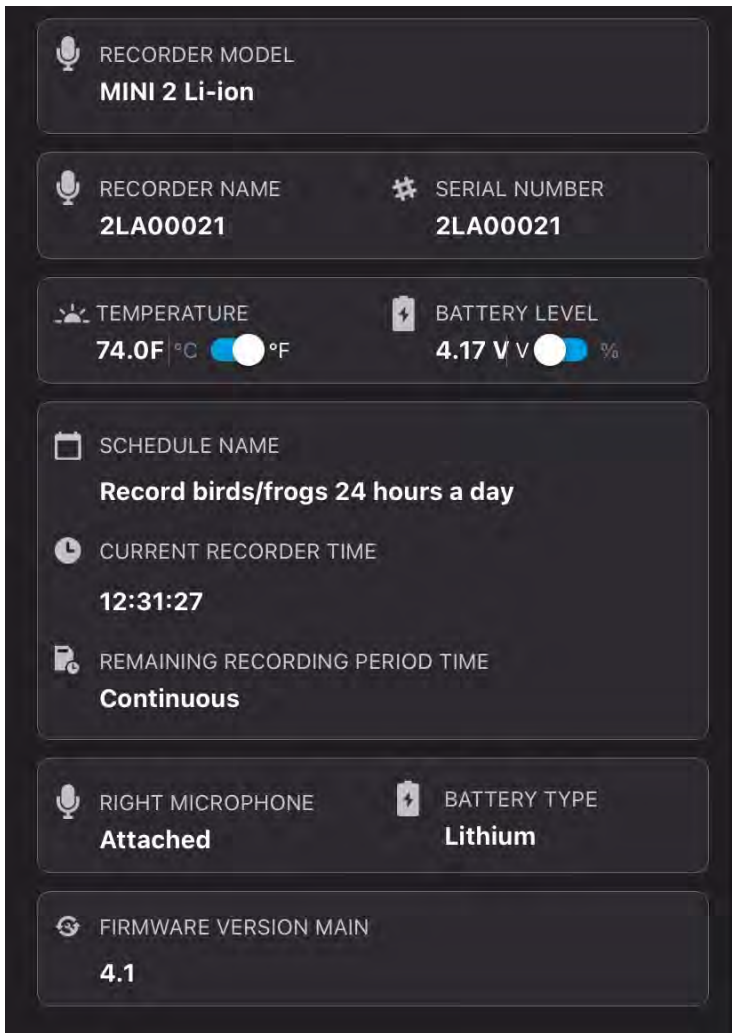 RECORDER MODEL
MINI 2 Li-ion
RECORDER NAME
2LA00021
SERIAL NUMBER
2LA00021
TEMPERATURE
74.0F °C °F
BATTERY LEVEL
4.17 V V %
SCHEDULE NAME
Record birds/frogs 24 hours a day
CURRENT RECORDER TIME
12:31:27
REMAINING RECORDING PERIOD TIME
Continuous
RIGHT MICROPHONE
Attached
BATTERY TYPE
Lithium
FIRMWARE VERSION MAIN
4.1